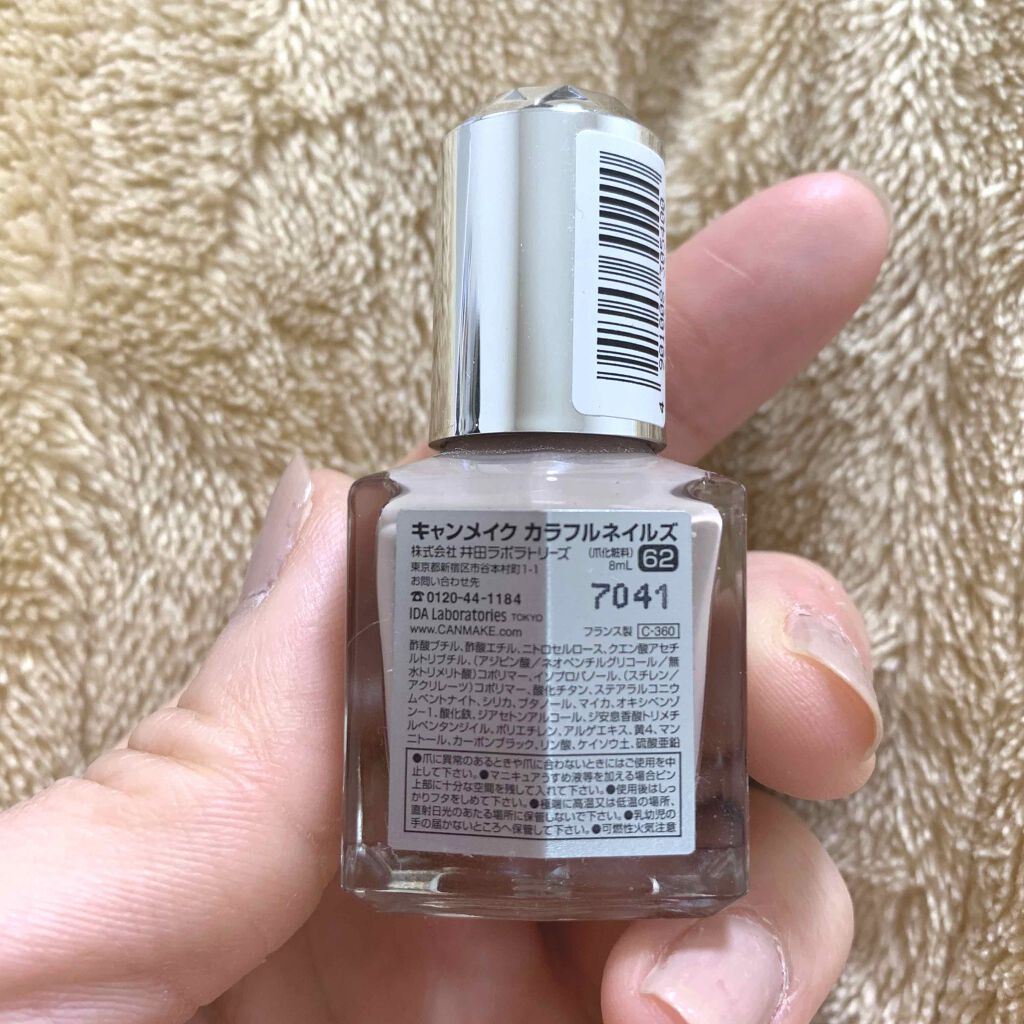 キャンメイク カラフルネイルズ
株式会社 井田ラボラトリーズ (爪化粧料) 62
東京都新宿区市谷本村町1-1 8mL
お問い合わせ先
☎0120-44-1184 7041
IDA Laboratories TOKYO
www.CANMAKE.com フランス製 C-360
酢酸ブチル、酢酸エチル、ニトロセルロース、クエン酸アセチ
ルトリブチル、(アジピン酸/ネオペンチルグリコール/無
水トリメリト酸)コポリマー、イソプロパノール、(スチレン/
アクリレーツ)コポリマー、酸化チタン、ステアラルコニウ
ムベントナイト、シリカ、ブタノール、マイカ、オキシベンゾ
ン-1、酸化鉄、ジアセトンアルコール、ジ安息香酸トリメチ
ルペンタンジイル、ポリエチレン、アルゲエキス、黄4、マン
ニトール、カーボンブラック、リン酸、ケイソウ土、硫酸亜鉛
●爪に異常のあるときや爪に合わないときにはご使用を中
止して下さい。●マニキュアうすめ液等を加える場合ビン
上部に十分な空間を残して入れて下さい。●使用後はしっ
かりフタをしめて下さい。●極端に高温又は低温の場所、
直射日光のあたる場所に保管しないで下さい。●乳幼児の
手の届かないところへ保管して下さい。●可燃性火気注意